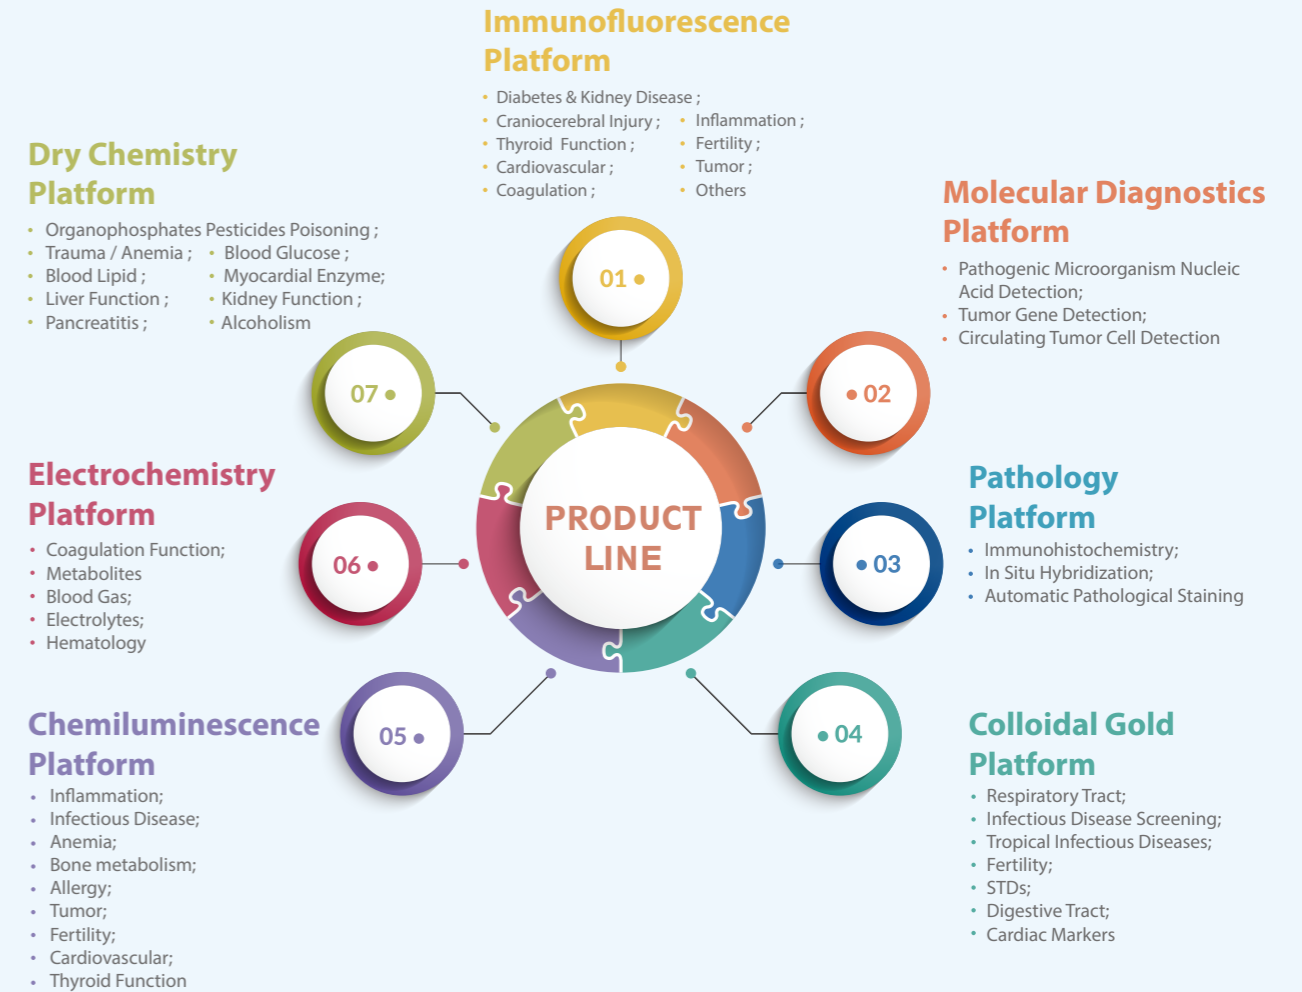 Immunofluorescence
Platform
• Diabetes & Kidney Disease ;
• Craniocerebral Injury ; • Inflammation ;
• Thyroid Function ; • Fertility ;
• Cardiovascular ; • Tumor ;
• Coagulation ; • Others
01
Molecular Diagnostics
Platform
• Pathogenic Microorganism Nucleic
Acid Detection;
• Tumor Gene Detection;
• Circulating Tumor Cell Detection
02
Pathology
Platform
• Immunohistochemistry;
• In Situ Hybridization;
• Automatic Pathological Staining
03
Colloidal Gold
Platform
• Respiratory Tract;
• Infectious Disease Screening;
• Tropical Infectious Diseases;
• Fertility;
• STDs;
• Digestive Tract;
• Cardiac Markers
04
Chemiluminescence
Platform
• Inflammation;
• Infectious Disease;
• Anemia;
• Bone metabolism;
• Allergy;
• Tumor;
• Fertility;
• Cardiovascular;
• Thyroid Function
05
Electrochemistry
Platform
• Coagulation Function;
• Metabolites
• Blood Gas;
• Electrolytes;
• Hematology
06
Dry Chemistry
Platform
• Organophosphates Pesticides Poisoning ;
• Trauma / Anemia ; • Blood Glucose ;
• Blood Lipid ; • Myocardial Enzyme;
• Liver Function ; • Kidney Function ;
• Pancreatitis ; • Alcoholism
07
PRODUCT
LINE